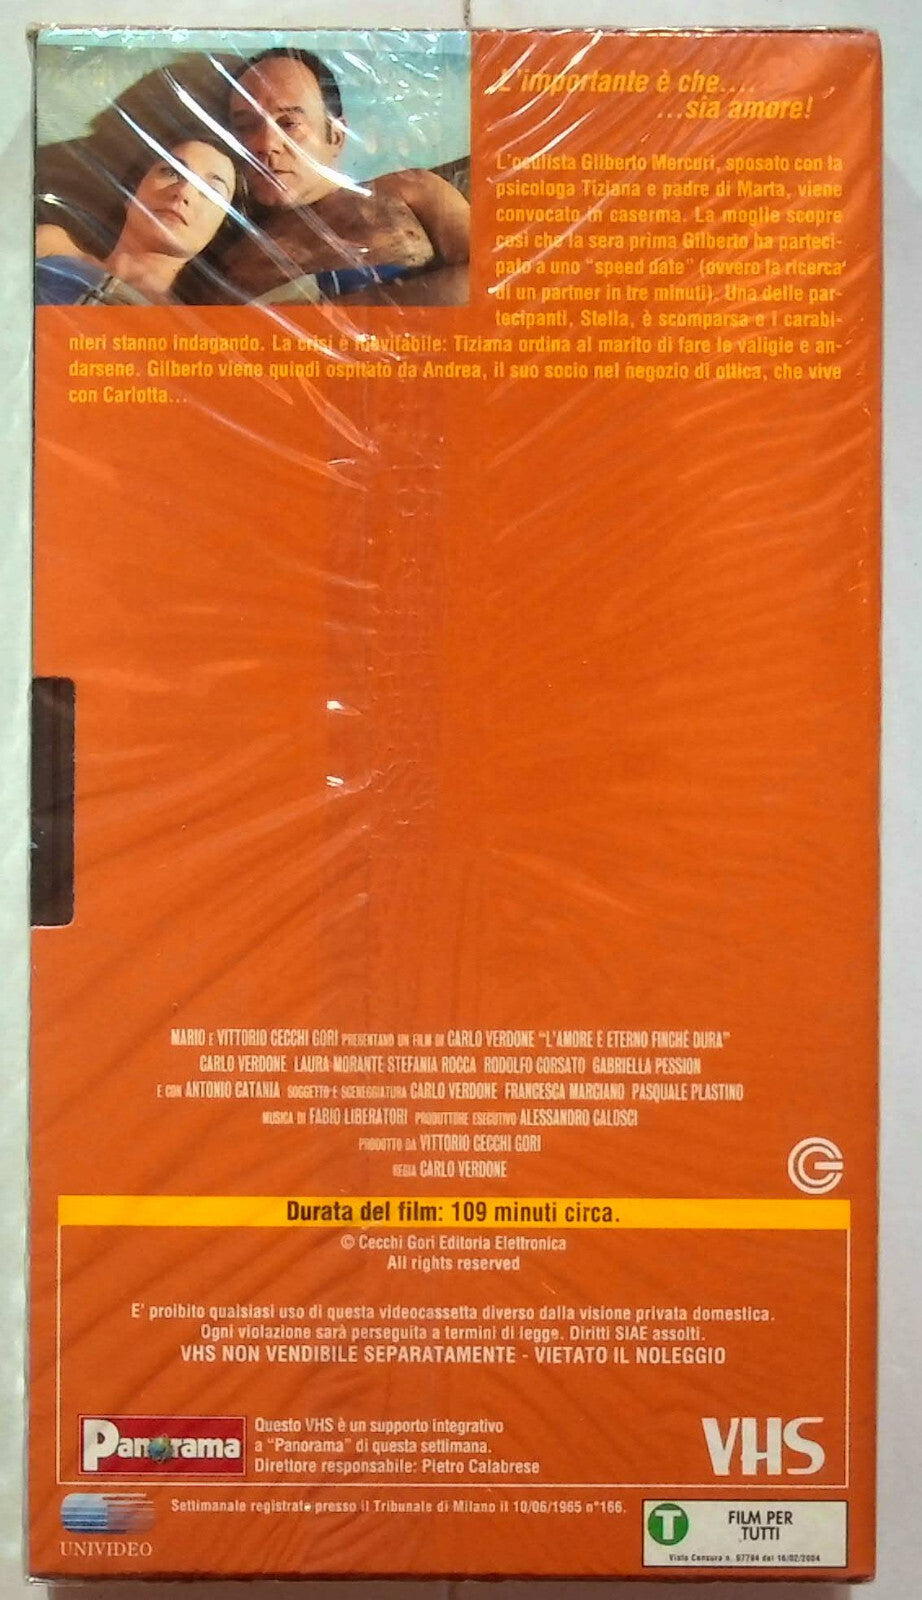 L'importante è che....
...sia amore!
L'oculista Gilberto Mercuri, sposato con la
psicologa Tiziana e padre di Marta, viene
convocato in caserma. La moglie scopre
così che la sera prima Gilberto ha parteci-
pato a uno “speed date” (ovvero la ricerca
di un partner in tre minuti). Una delle par-
tecipanti, Stella, è scomparsa e i carabi-
nieri stanno indagando. La crisi è inevitabile: Tiziana ordina al marito di fare le valigie e an-
darsene. Gilberto viene quindi ospitato da Andrea, il suo socio nel negozio di ottica, che vive
con Carlotta...
MARIO E VITTORIO CECCHI GORI PRESENTANO UN FILM DI CARLO VERDONE “L'AMORE E ETERNO FINCHE DURA”
CARLO VERDONE LAURA MORANTE STEFANIA ROCCA RODOLFO CORSATO GABRIELLA PESSION
E CON ANTONIO CATANIA SOGGETTO E SCENEGGIATURA CARLO VERDONE FRANCESCA MARCIANO PASQUALE PLASTINO
MUSICA DI FABIO LIBERATORI PRODUTTORE ESECUTIVO ALESSANDRO CALOSCI
PRODOTTO DA VITTORIO CECCHI GORI
REGIA CARLO VERDONE
Durata del film: 109 minuti circa.
© Cecchi Gori Editoria Elettronica
All rights reserved
E' proibito qualsiasi uso di questa videocassetta diverso dalla visione privata domestica.
Ogni violazione sarà perseguita a termini di legge. Diritti SIAE assolti.
VHS NON VENDIBILE SEPARATAMENTE - VIETATO IL NOLEGGIO
Panorama
Questo VHS è un supporto integrativo
a “Panorama” di questa settimana.
Direttore responsabile: Pietro Calabrese
VHS
Settimanale registrato presso il Tribunale di Milano il 10/06/1965 n°166.
UNIVIDEO
T
FILM PER
TUTTI
Visto Censura n. 97794 del 16/02/2004